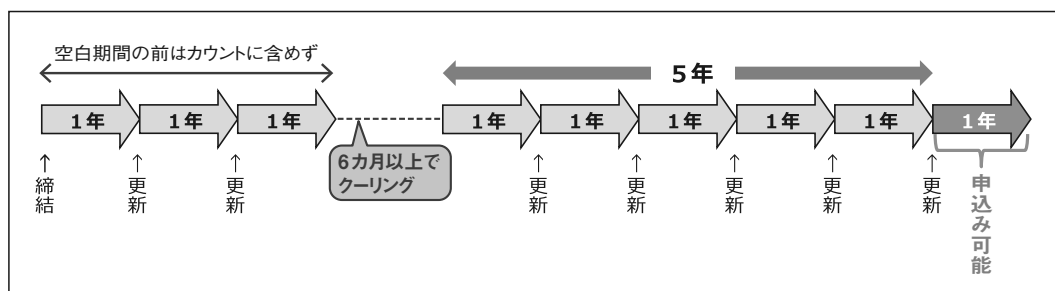 空白期間の前はカウントに含めず
5年
1年
1年
1年
1年
1年
1年
1年
1年
1年
6カ月以上で
クーリング
↑締結
↑更新
↑更新
↑更新
↑更新
↑更新
↑更新
↑更新
申込み可能